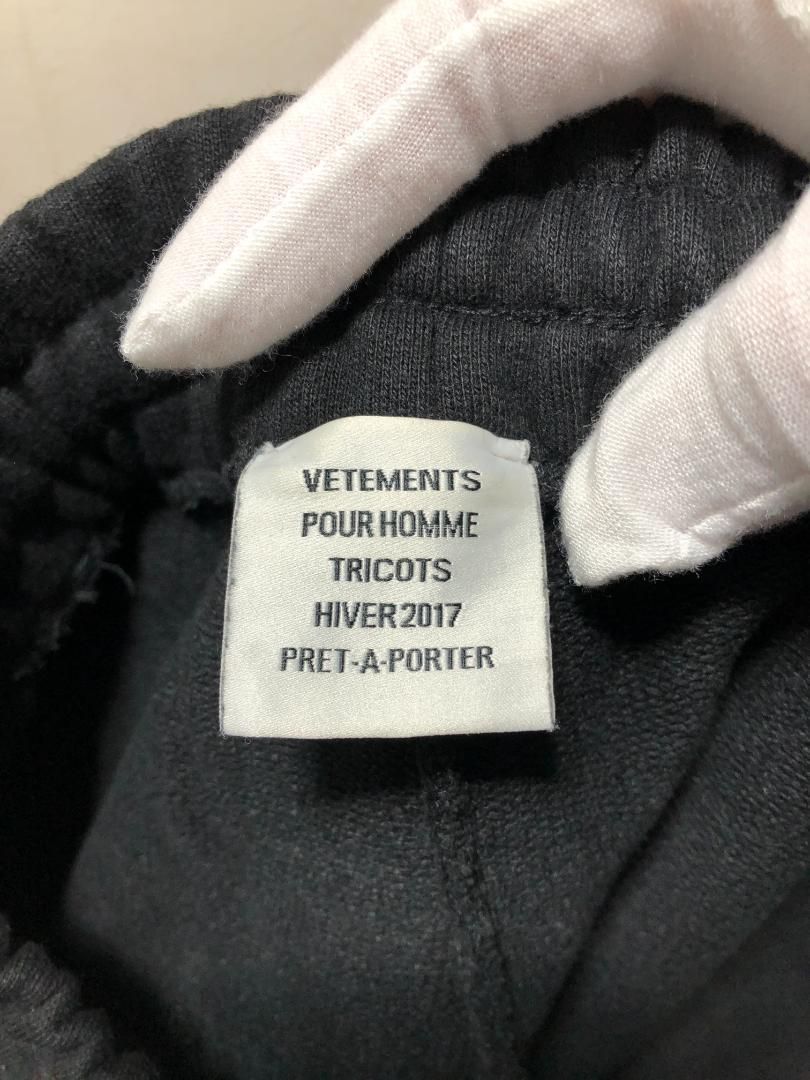 VETEMENTS
POUR HOMME
TRICOTS
HIVER 2017
PRET-A-PORTER